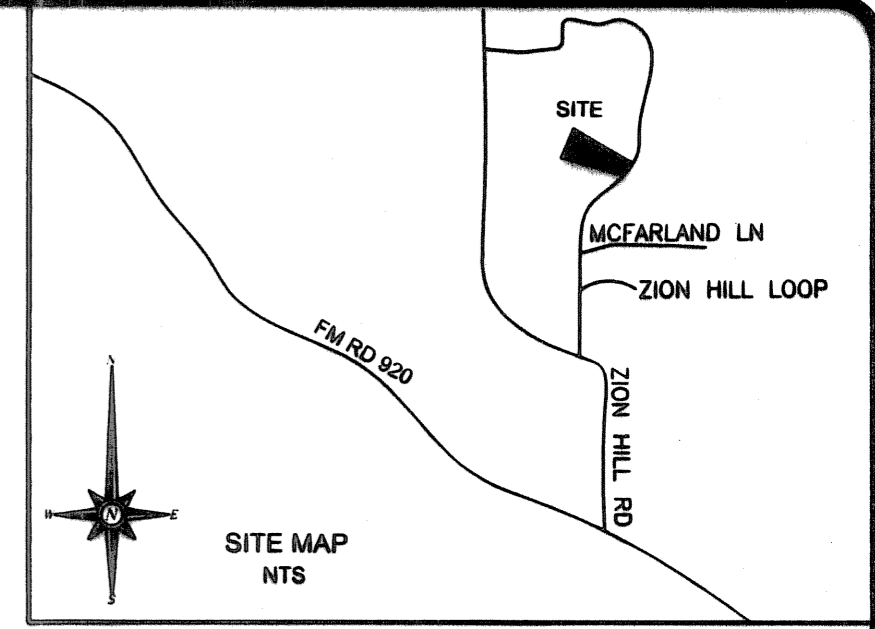 SITE
MCFARLAND LN
ZION HILL LOOP
FM RD 920
ZION HILL RD
N
W
N
E
S
SITE MAP
NTS